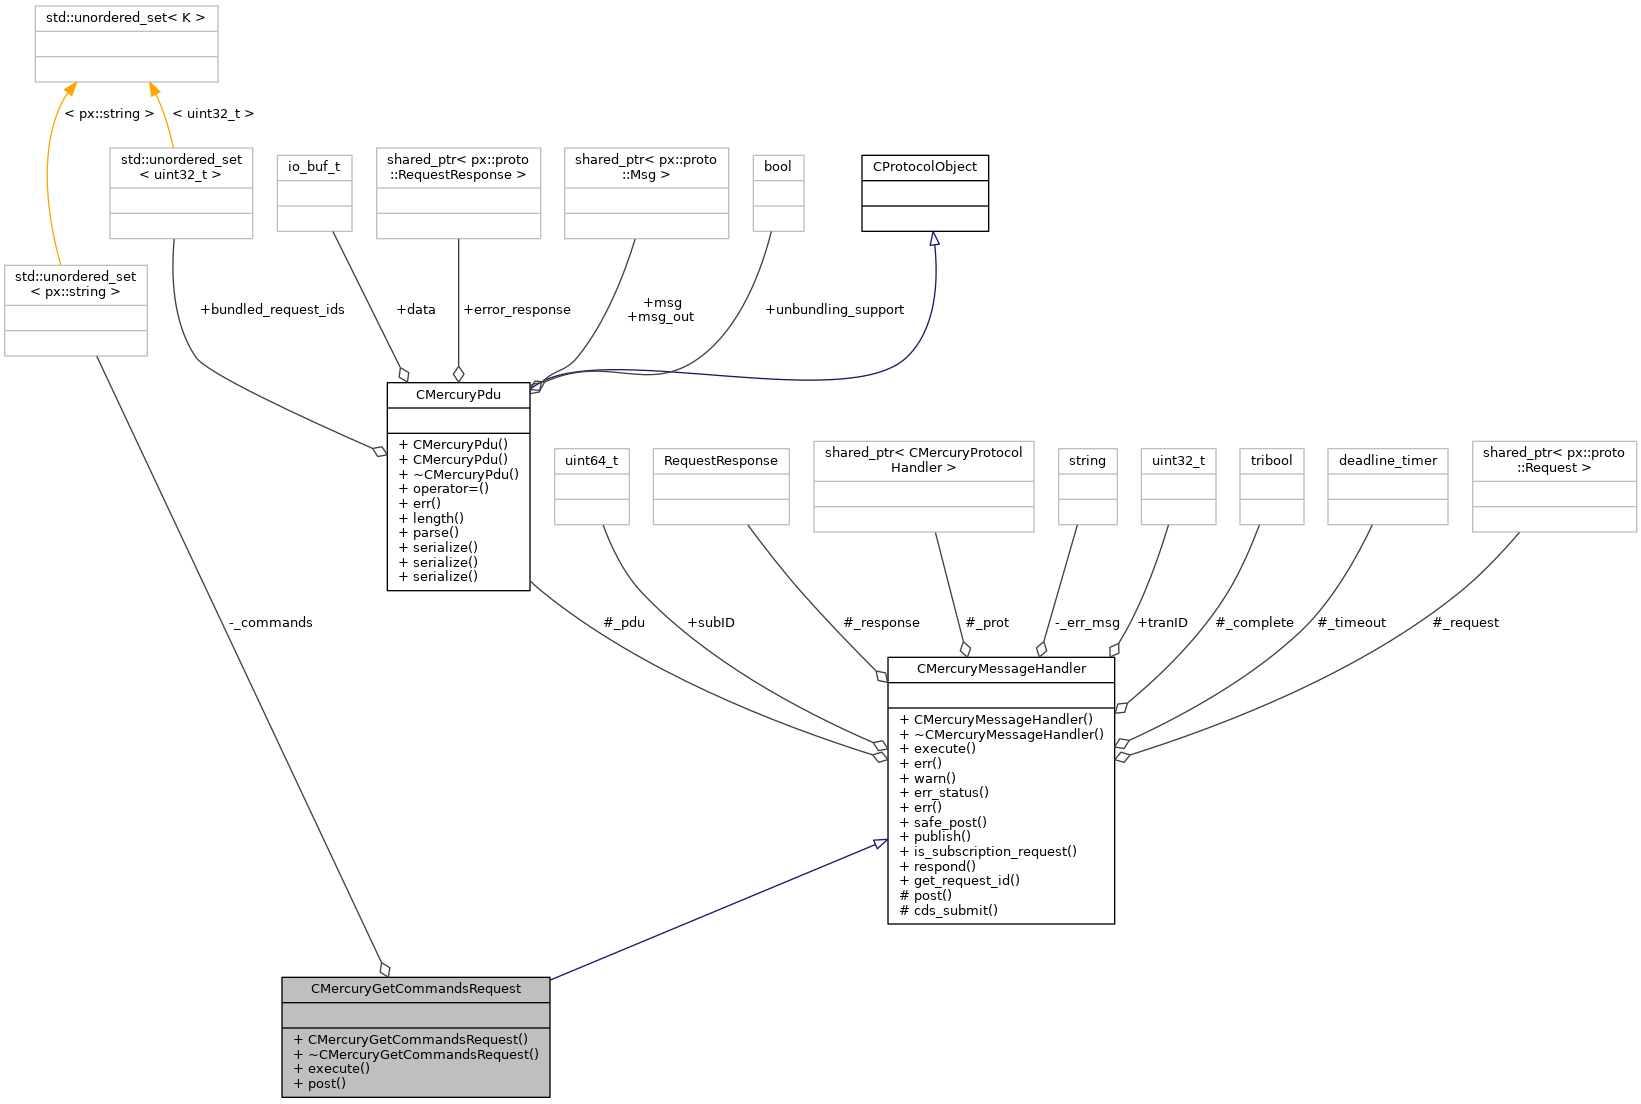 std::unordered_set< K >
< px::string >
< uint32_t >
std::unordered_set
< uint32_t >
io_buf_t
shared_ptr< px::proto
::RequestResponse >
shared_ptr< px::proto
::Msg >
bool
CProtocolObject
std::unordered_set
< px::string >
+bundled_request_ids
+data
+error_response
+msg
+msg_out
+unbundling_support
CMercuryPdu
+ CMercuryPdu()
+ CMercuryPdu()
+ ~CMercuryPdu()
+ operator=()
+ err()
+ length()
+ parse()
+ serialize()
+ serialize()
+ serialize()
uint64_t
RequestResponse
shared_ptr< CMercuryProtocol
Handler >
string
uint32_t
tribool
deadline_timer
shared_ptr< px::proto
::Request >
-_commands
#_pdu
+subID
#_response
#_prot
-_err_msg
+tranID
#_complete
#_timeout
#_request
CMercuryMessageHandler
+ CMercuryMessageHandler()
+ ~CMercuryMessageHandler()
+ execute()
+ err()
+ warn()
+ err_status()
+ err()
+ safe_post()
+ publish()
+ is_subscription_request()
+ respond()
+ get_request_id()
# post()
# cds_submit()
CMercuryGetCommandsRequest
+ CMercuryGetCommandsRequest()
+ ~CMercuryGetCommandsRequest()
+ execute()
+ post()